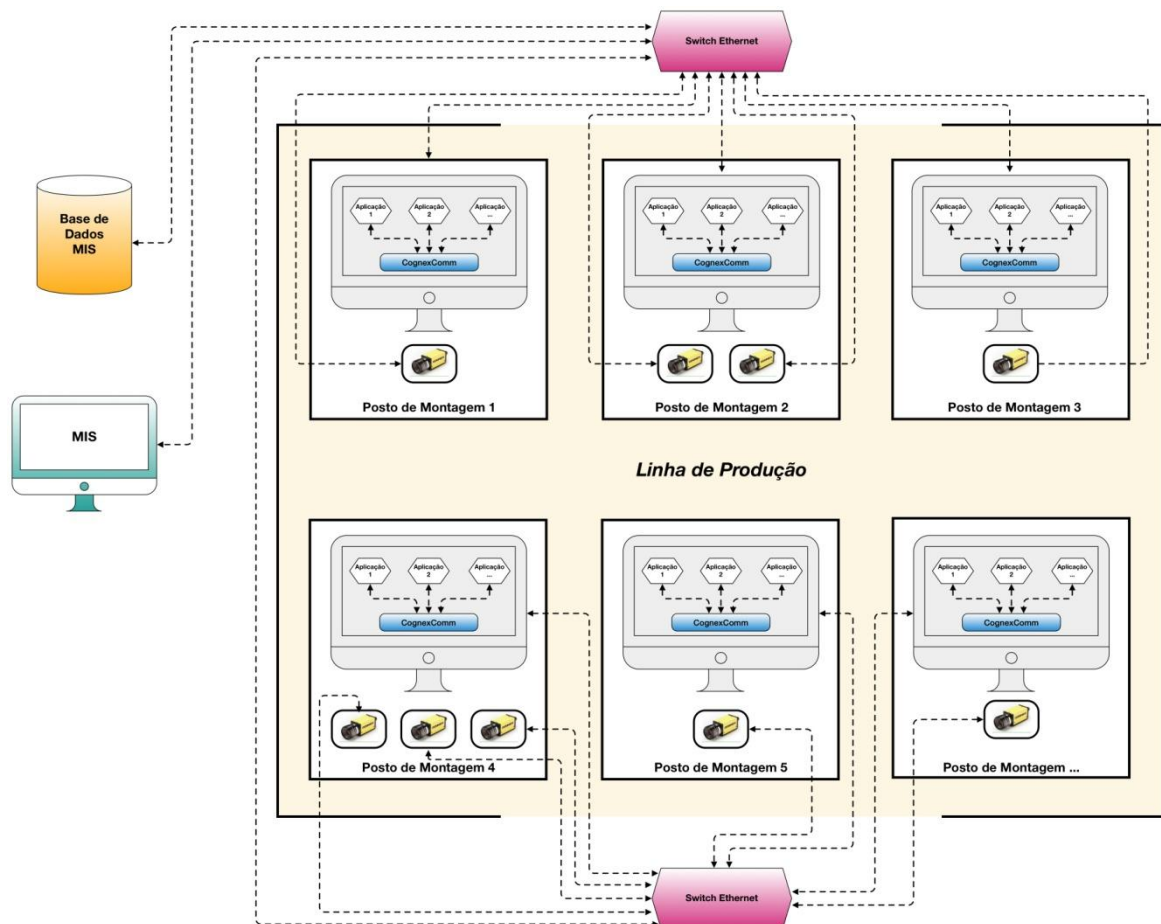 Switch Ethernet
Base de
Dados
MIS
MIS
Aplicação
1
Aplicação
2
Aplicação
...
CognexComm
Posto de Montagem 1
Aplicação
1
Aplicação
2
Aplicação
...
CognexComm
Posto de Montagem 2
Aplicação
1
Aplicação
2
Aplicação
...
CognexComm
Posto de Montagem 3
Linha de Produção
Aplicação
1
Aplicação
2
Aplicação
...
CognexComm
Posto de Montagem 4
Aplicação
1
Aplicação
2
Aplicação
...
CognexComm
Posto de Montagem 5
Aplicação
1
Aplicação
2
Aplicação
...
CognexComm
Posto de Montagem ...
Switch Ethernet